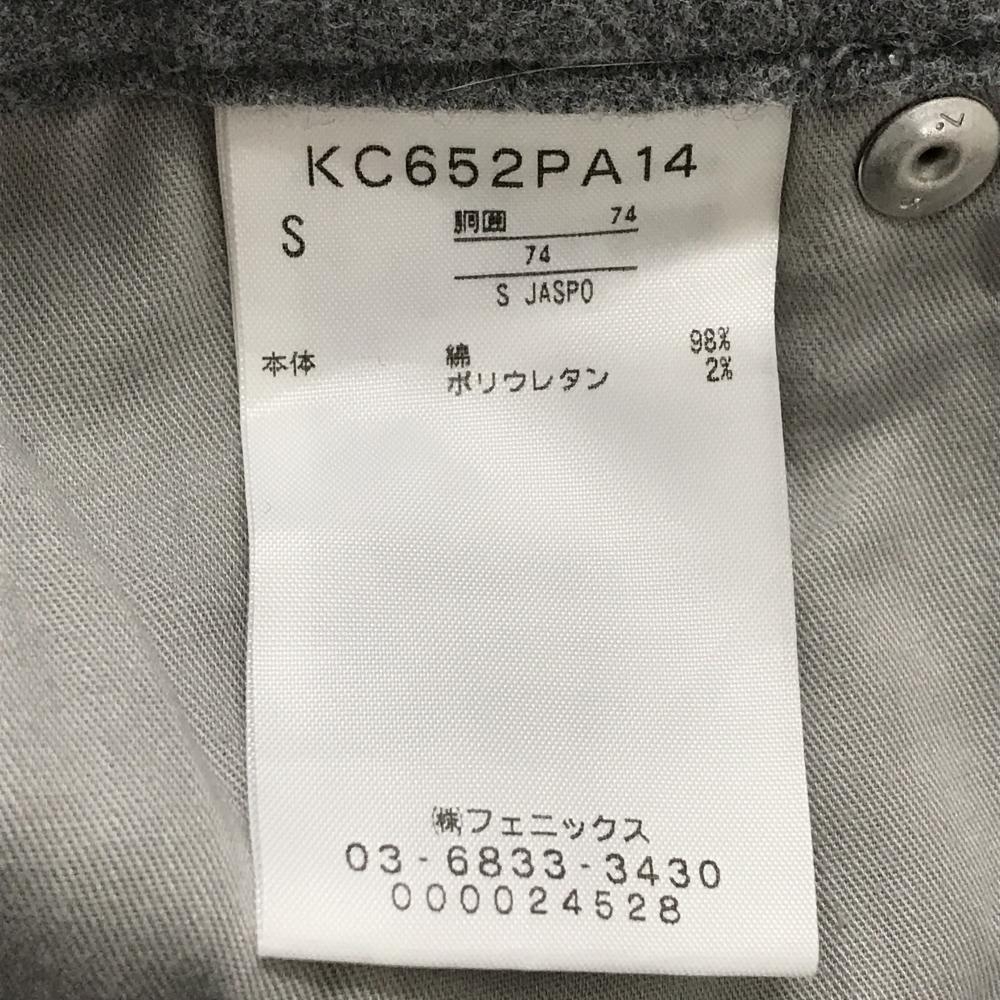 KC652PA14
S
胴囲 74
74
S JASPO
本体 綿 98%
ポリウレタン 2%
㈱フェニックス
03-6833-3430
000024528